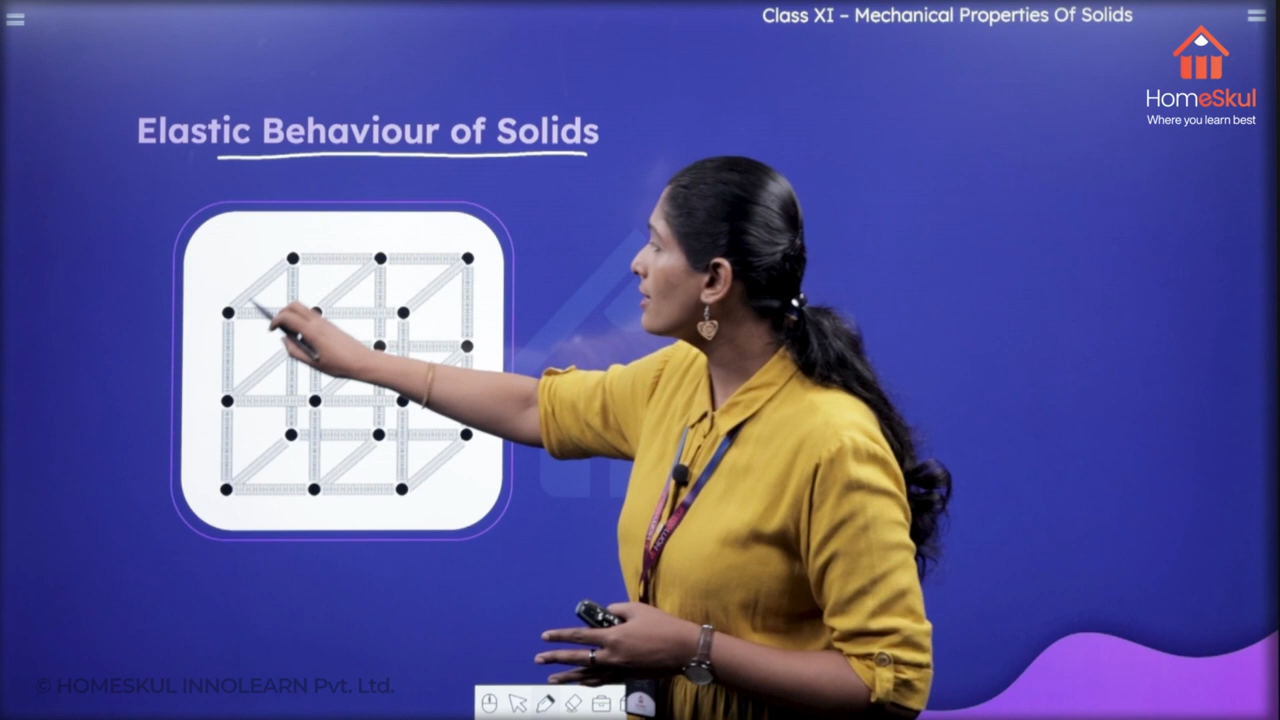 Class XI – Mechanical Properties Of Solids
HomeSkul
Where you learn best
Elastic Behaviour of Solids
© HOMESKUL INNOLEARN Pvt. Ltd.